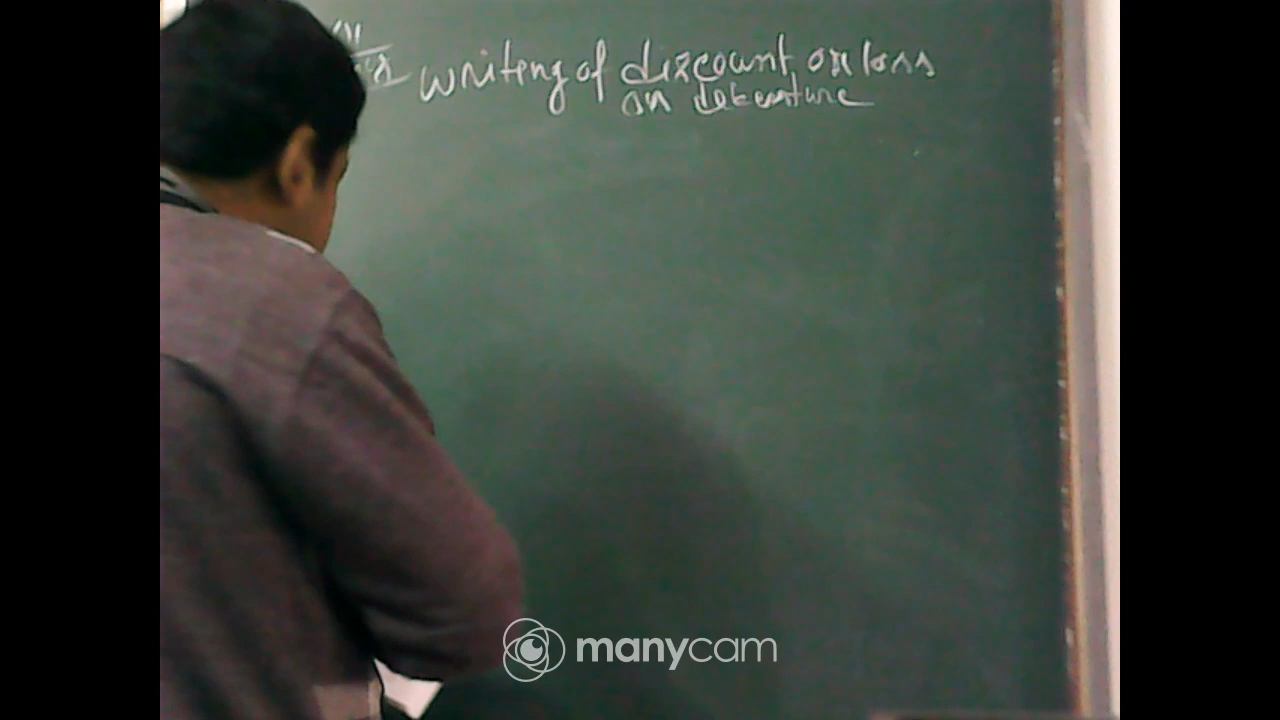 writing of discount or loss
on debenture
manycam